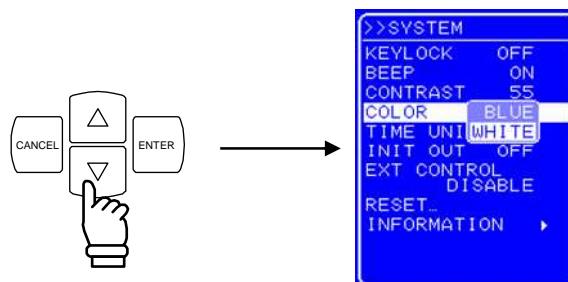 CANCEL
ENTER
>>SYSTEM
KEYLOCK OFF
BEEP ON
CONTRAST 55
COLOR BLUE
TIME UNI WHITE
INIT OUT OFF
EXT CONTROL
DISABLE
RESET…
INFORMATION